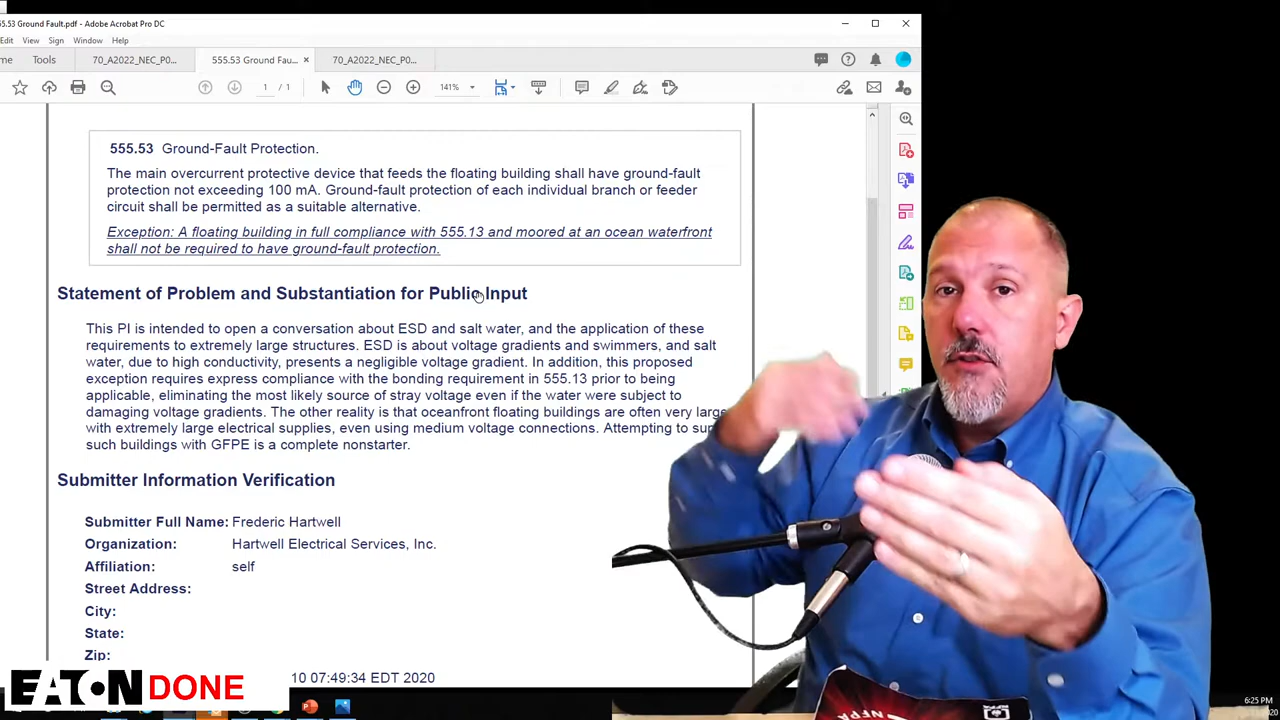 55.53 Ground Fault.pdf - Adobe Acrobat Pro DC
Edit View Sign Window Help
me Tools 70_A2022_NEC_P0... 555.53 Ground Fau... × 70_A2022_NEC_P0...
1 / 1 141%
555.53 Ground-Fault Protection.
The main overcurrent protective device that feeds the floating building shall have ground-fault
protection not exceeding 100 mA. Ground-fault protection of each individual branch or feeder
circuit shall be permitted as a suitable alternative.
Exception: A floating building in full compliance with 555.13 and moored at an ocean waterfront
shall not be required to have ground-fault protection.
Statement of Problem and Substantiation for Public Input
This PI is intended to open a conversation about ESD and salt water, and the application of these
requirements to extremely large structures. ESD is about voltage gradients and swimmers, and salt
water, due to high conductivity, presents a negligible voltage gradient. In addition, this proposed
exception requires express compliance with the bonding requirement in 555.13 prior to being
applicable, eliminating the most likely source of stray voltage even if the water were subject to
damaging voltage gradients. The other reality is that oceanfront floating buildings are often very large
with extremely large electrical supplies, even using medium voltage connections. Attempting to
such buildings with GFPE is a complete nonstarter.
Submitter Information Verification
Submitter Full Name: Frederic Hartwell
Organization: Hartwell Electrical Services, Inc.
Affiliation: self
Street Address:
City:
State:
Zip:
10 07:49:34 EDT 2020
EATON DONE
6:25 PM
NFPA